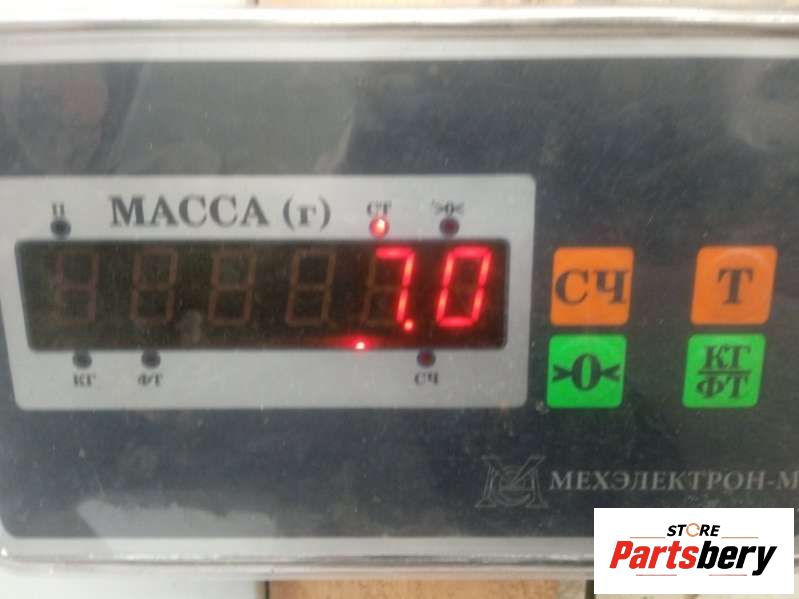 П МАССА (г) СТ >0<
7.0
КГ ФТ СЧ
СЧ Т
>0< КГ
ФТ
МЕХЭЛЕКТРОН-М
STORE
Partsbery